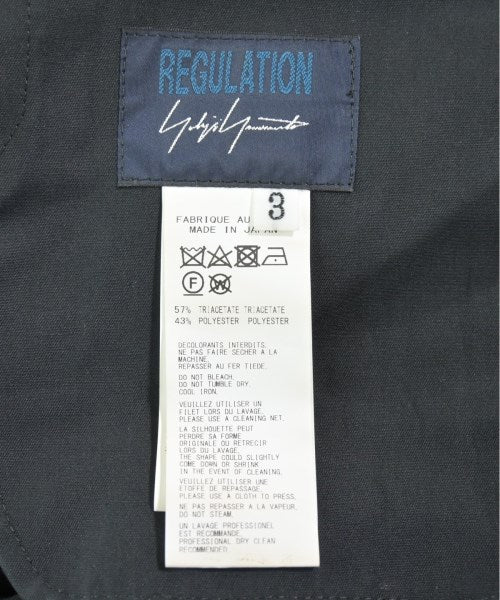 REGULATION
Yohji Yamamoto
3
FABRIQUE AU
MADE IN JAPAN
F
W
57% TRIACETATE TRIACETATE
43% POLYESTER POLYESTER
DECOLORANTS INTERDITS.
NE PAS FAIRE SECHER A LA
MACHINE.
REPASSER AU FER TIEDE.
DO NOT BLEACH.
DO NOT TUMBLE DRY.
COOL IRON.
VEUILLEZ UTILISER UN
FILET LORS DU LAVAGE.
PLEASE USE A CLEANING NET.
LA SILHOUETTE PEUT
PERDRE SA FORME
ORIGINALE OU RETRECIR
LORS DU LAVAGE.
THE SHAPE COULD SLIGHTLY
COME DOWN OR SHRINK
IN THE EVENT OF CLEANING.
VEUILLEZ UTILISER UNE
ETOFFE DE REPASSAGE.
PLEASE USE A CLOTH TO PRESS.
NE PAS REPASSER A LA VAPEUR.
DO NOT STEAM.
UN LAVAGE PROFESSIONEL
EST RECOMMANDE.
PROFESSIONAL DRY CLEAN
RECOMMENDED.